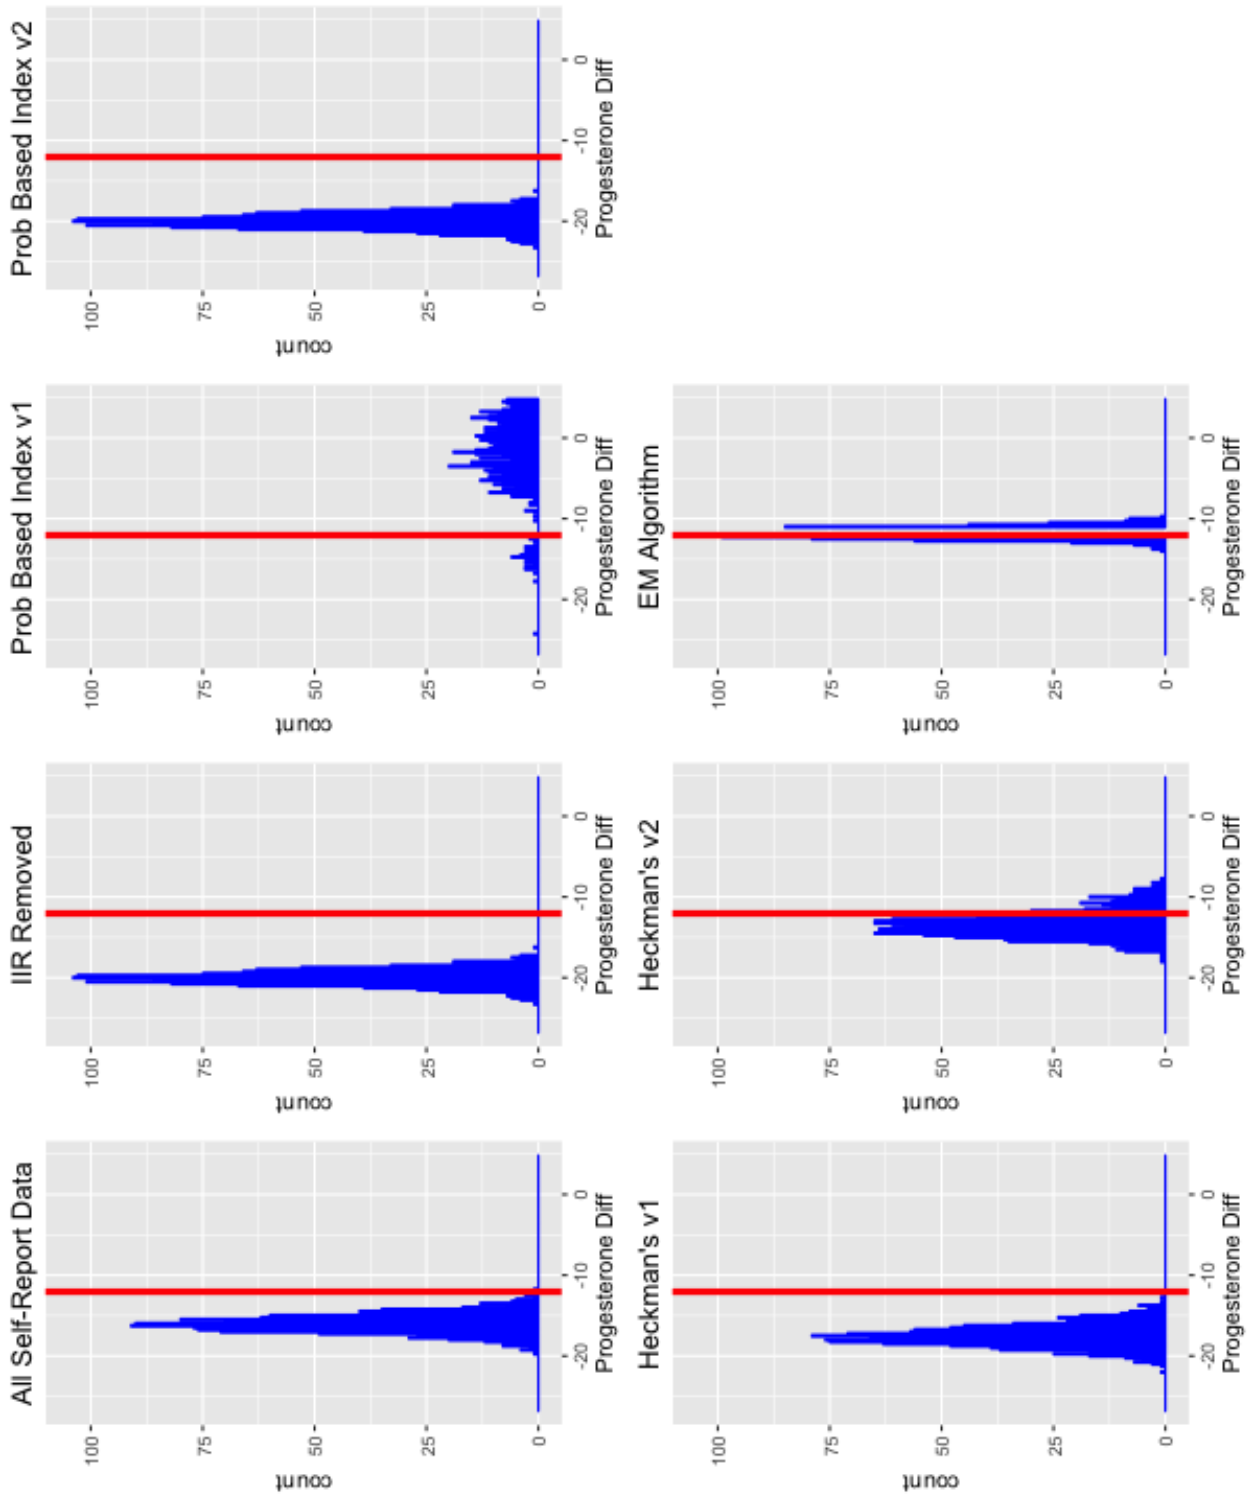 All Self-Report Data
IIR Removed
Prob Based Index v1
Prob Based Index v2
count
100
75
50
25
0
-20
-10
0
Progesterone Diff
count
100
75
50
25
0
-20
-10
0
Progesterone Diff
count
100
75
50
25
0
-20
-10
0
Progesterone Diff
count
100
75
50
25
0
-20
-10
0
Progesterone Diff
Heckman's v1
Heckman's v2
EM Algorithm
count
100
75
50
25
0
-20
-10
0
Progesterone Diff
count
100
75
50
25
0
-20
-10
0
Progesterone Diff
count
100
75
50
25
0
-20
-10
0
Progesterone Diff